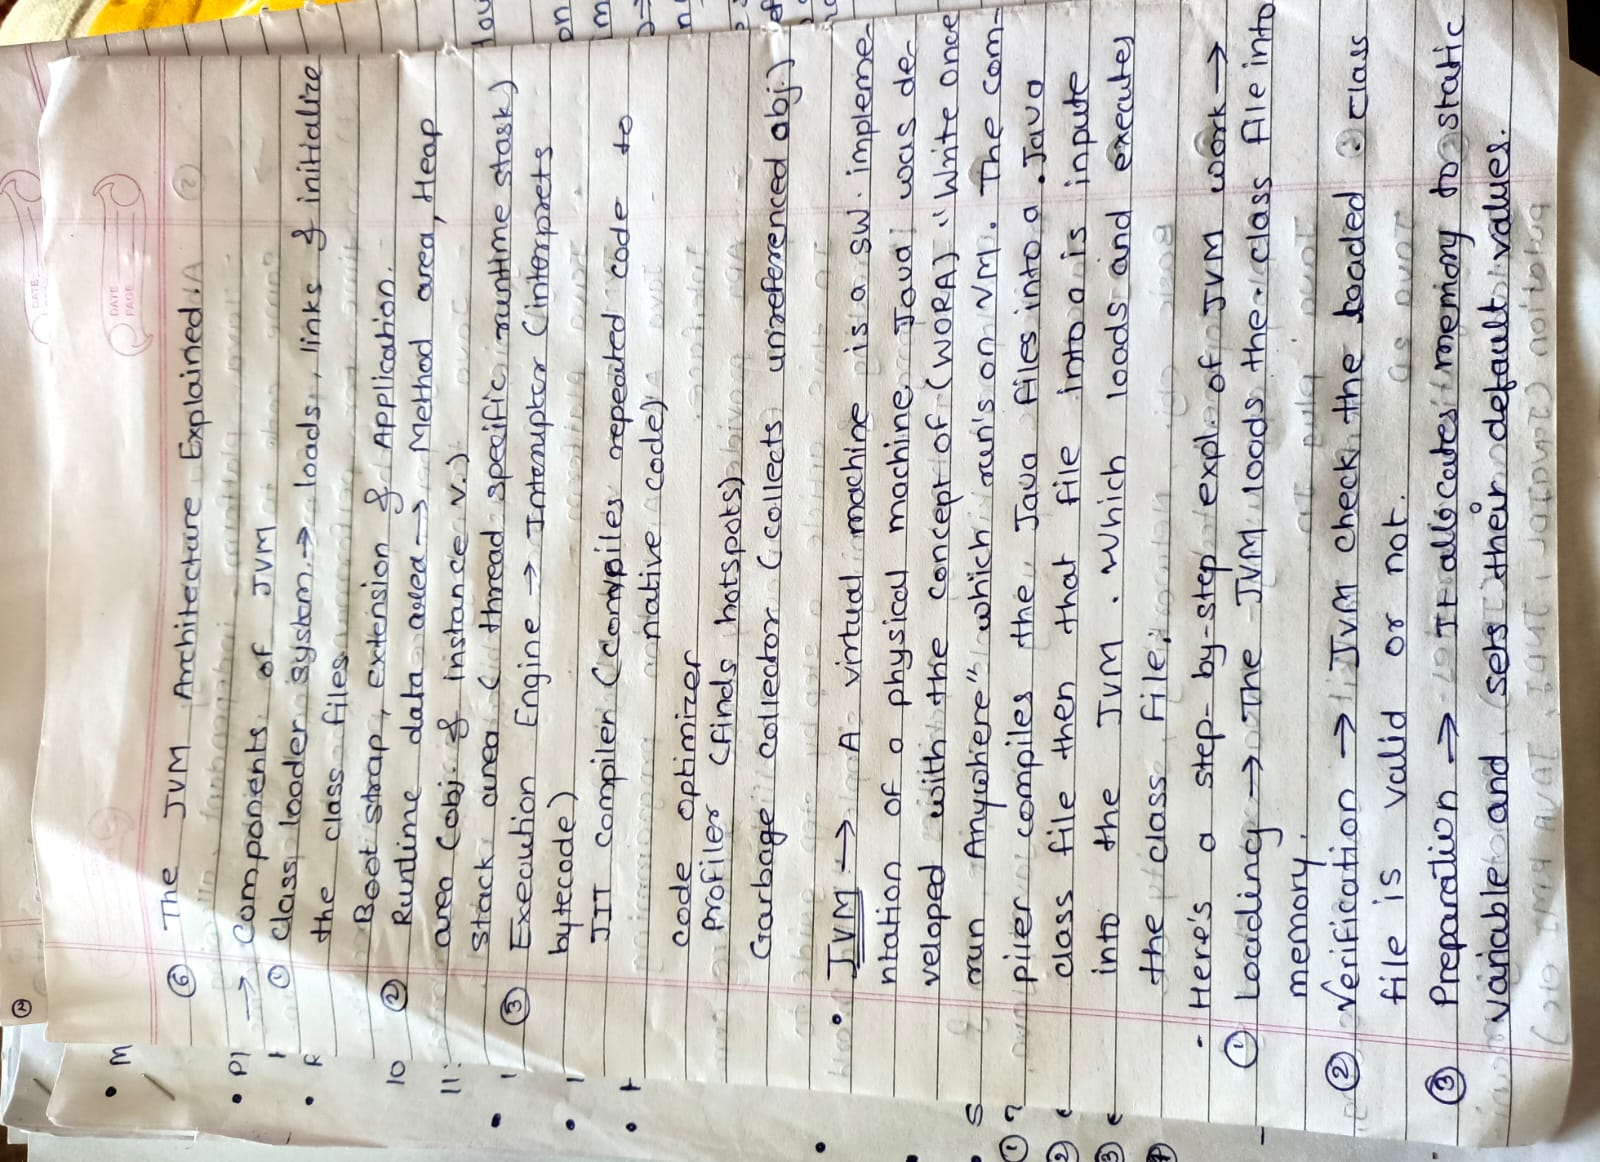 DATE
PAGE
⑥ The JVM Architecture Explained
→ Components of JVM
① Class loader system → loads, links & initialize
the class files
Boot strap, extension & Application.
② Runtime data area → Method area, Heap
area (obj & instance v.)
stack area (thread specific runtime stask)
③ Execution Engine → Interruptor (interprets
bytecode)
JIT compiler (compiles repeated code to
native code)
code optimizer
Profiler (finds hotspots)
Garbage collector (collects unreferenced obj.)
• JVM → A virtual machine is a sw. impleme-
ntation of a physical machine, Java was de-
veloped with the concept of (WORA) "Write once
run Anywhere" which run's on VM. The com-
piler compiles the Java files into a .Java
class file then that file into a is inpute
into the JVM. Which loads and executes
the class file;
• Here's a step-by-step expl. of JVM work →
① Loading → The JVM loads the .class file into
memory.
② Verification → JVM check the loaded class
file is valid or not.
③ Preparation → It allocates memory to static
variable and sets their default values.